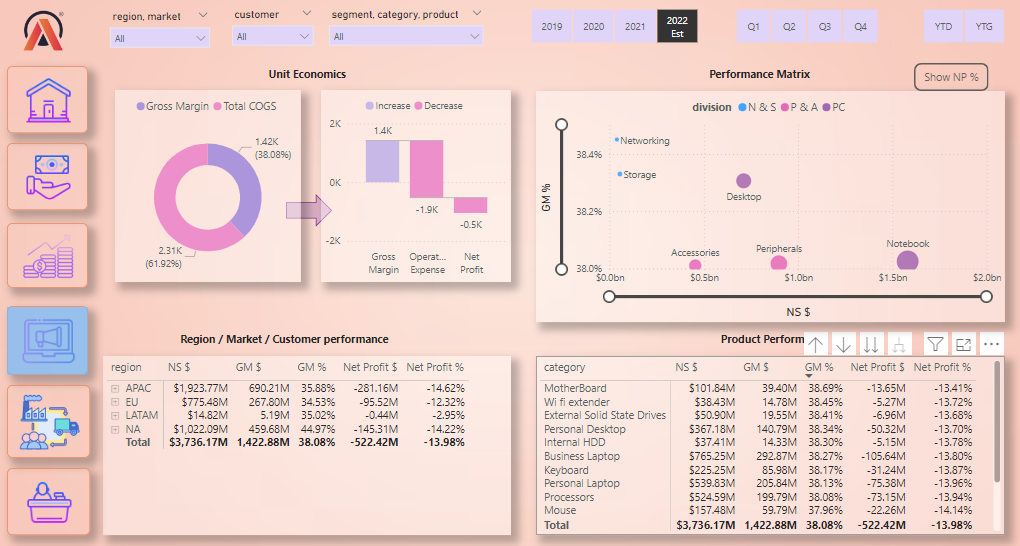 region, market customer segment, category, product
All All All
2019 2020 2021 2022 Est Q1 Q2 Q3 Q4 YTD YTG
Unit Economics
Gross Margin Total COGS
1.42K
(38.08%)
2.31K
(61.92%)
Increase Decrease
2K
0K
-2K
1.4K
-1.9K
-0.5K
Gross Margin
Operat... Expense
Net Profit
Performance Matrix
Show NP %
division N & S P & A PC
GM %
38.4%
38.2%
38.0%
Networking
Storage
Desktop
Accessories
Peripherals
Notebook
$0.0bn $0.5bn $1.0bn $1.5bn $2.0bn
NS $
Region / Market / Customer performance
region NS $ GM $ GM % Net Profit $ Net Profit %
APAC $1,923.77M 690.21M 35.88% -281.16M -14.62%
EU $775.48M 267.80M 34.53% -95.52M -12.32%
LATAM $14.82M 5.19M 35.02% -0.44M -2.95%
NA $1,022.09M 459.68M 44.97% -145.31M -14.22%
Total $3,736.17M 1,422.88M 38.08% -522.42M -13.98%
Product Perform
category NS $ GM $ GM % Net Profit $ Net Profit %
MotherBoard $101.84M 39.40M 38.69% -13.65M -13.41%
Wi fi extender $38.43M 14.78M 38.45% -5.27M -13.72%
External Solid State Drives $50.90M 19.55M 38.41% -6.96M -13.68%
Personal Desktop $367.18M 140.79M 38.34% -50.32M -13.70%
Internal HDD $37.41M 14.33M 38.30% -5.15M -13.78%
Business Laptop $765.25M 292.87M 38.27% -105.64M -13.80%
Keyboard $225.25M 85.98M 38.17% -31.24M -13.87%
Personal Laptop $539.83M 205.84M 38.13% -75.38M -13.96%
Processors $524.59M 199.79M 38.08% -73.15M -13.94%
Mouse $157.48M 59.79M 37.96% -22.26M -14.14%
Total $3,736.17M 1,422.88M 38.08% -522.42M -13.98%